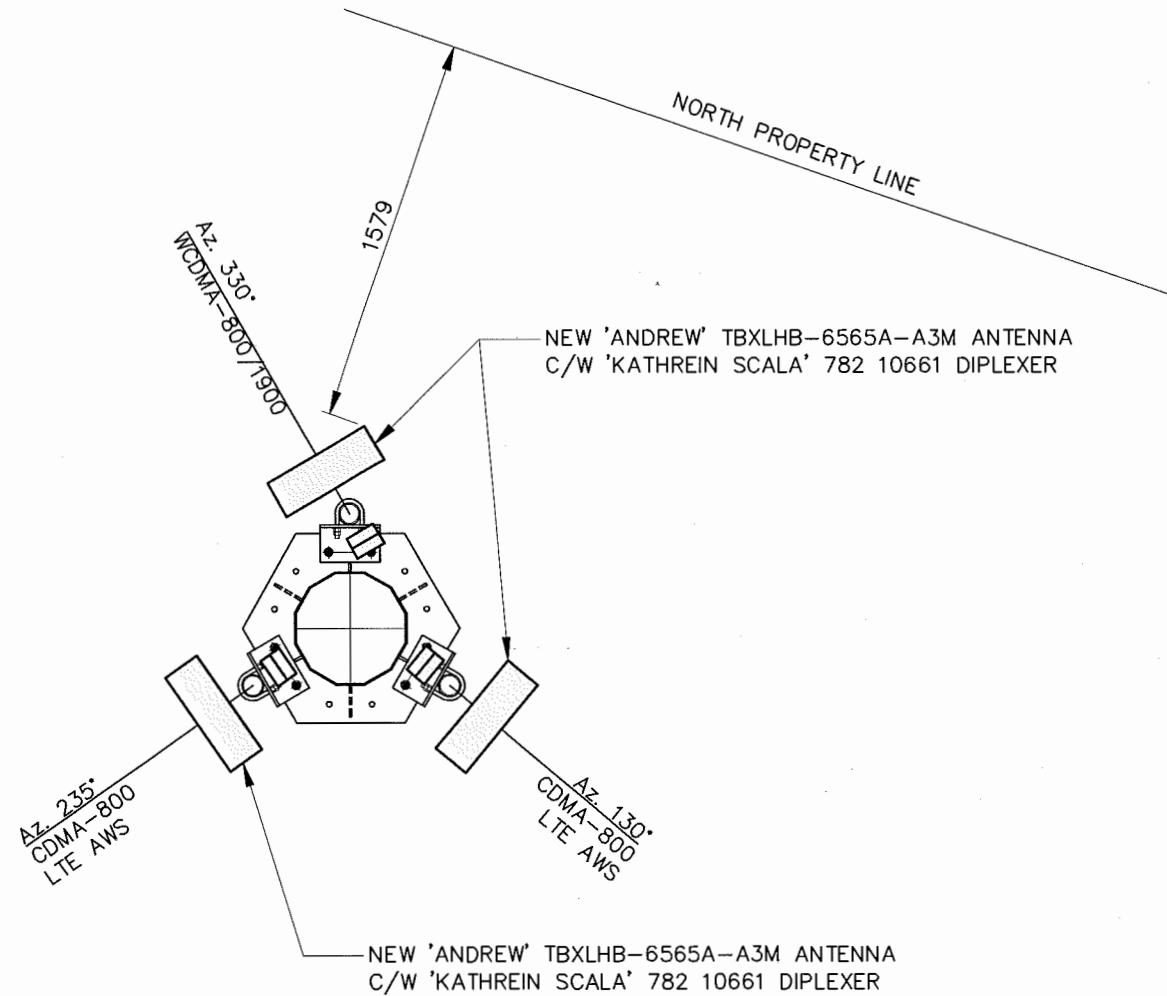 NORTH PROPERTY LINE
1579
Az. 330°
WCDMA-800/1900
NEW 'ANDREW' TBXLHB-6565A-A3M ANTENNA
C/W 'KATHREIN SCALA' 782 10661 DIPLEXER
Az. 235°
CDMA-800
LTE AWS
Az. 130°
CDMA-800
LTE AWS
NEW 'ANDREW' TBXLHB-6565A-A3M ANTENNA
C/W 'KATHREIN SCALA' 782 10661 DIPLEXER